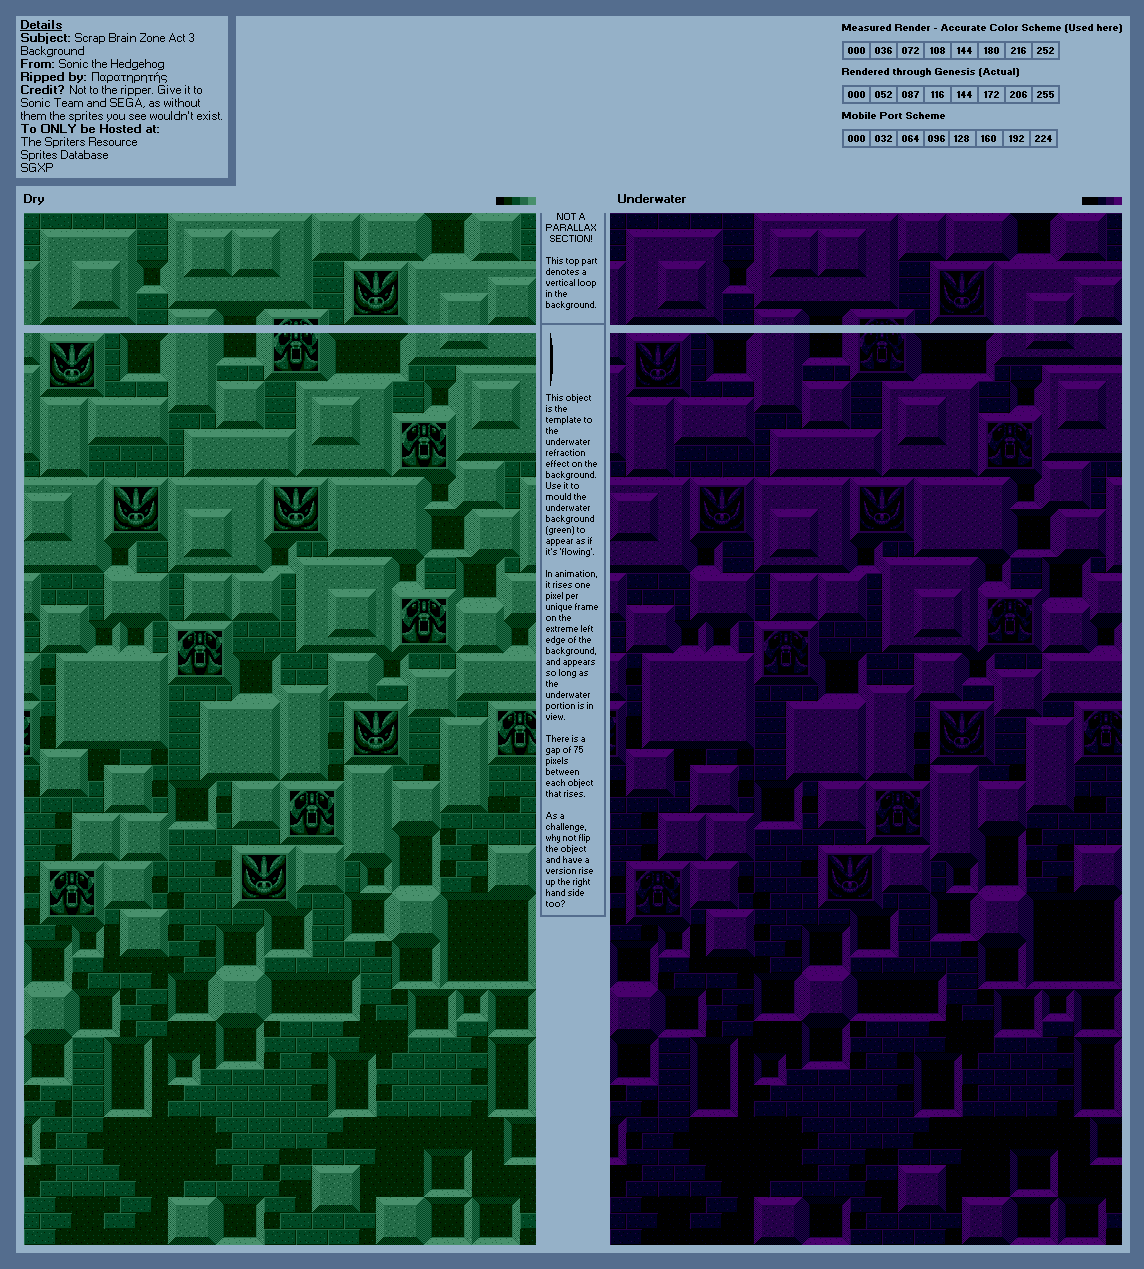 Details
Subject: Scrap Brain Zone Act 3
Background
From: Sonic the Hedgehog
Ripped by: Παρατηρητής
Credit? Not to the ripper. Give it to
Sonic Team and SEGA, as without
them the sprites you see wouldn't exist.
To ONLY be Hosted at:
The Spriters Resource
Sprites Database
SGXP
Measured Render - Accurate Color Scheme (Used here)
000 036 072 108 144 180 216 252
Rendered through Genesis (Actual)
000 052 087 116 144 172 206 255
Mobile Port Scheme
000 032 064 096 128 160 192 224
Dry
NOT A
PARALLAX
SECTION!
This top part
denotes a
vertical loop
in the
background.
This object
is the
template to
the
underwater
refraction
effect on the
background.
Use it to
mould the
underwater
background
(green) to
appear as if
it's 'flowing'.
In animation,
it rises one
pixel per
unique frame
on the
extreme left
edge of the
background,
and appears
so long as
the
underwater
portion is in
view.
There is a
gap of 75
pixels
between
each object
that rises.
As a
challenge,
why not flip
the object
and have a
version rise
up the right
hand side
too?
Underwater